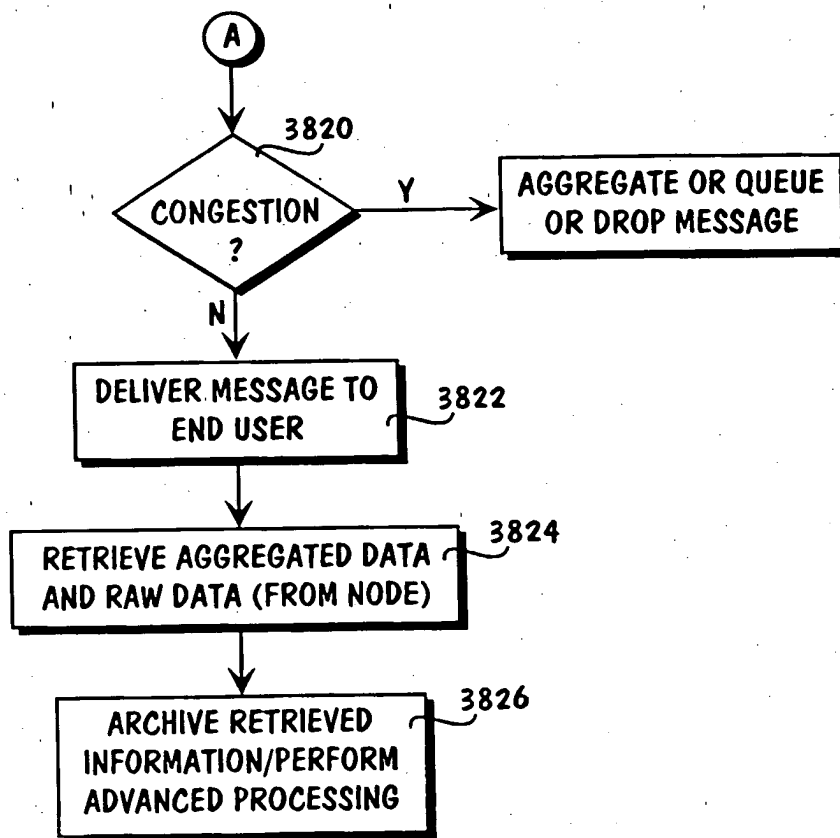 A
3820
CONGESTION
?
Y
AGGREGATE OR QUEUE
OR DROP MESSAGE
N
DELIVER MESSAGE TO
END USER
3822
RETRIEVE AGGREGATED DATA
AND RAW DATA (FROM NODE)
3824
ARCHIVE RETRIEVED
INFORMATION/PERFORM
ADVANCED PROCESSING
3826